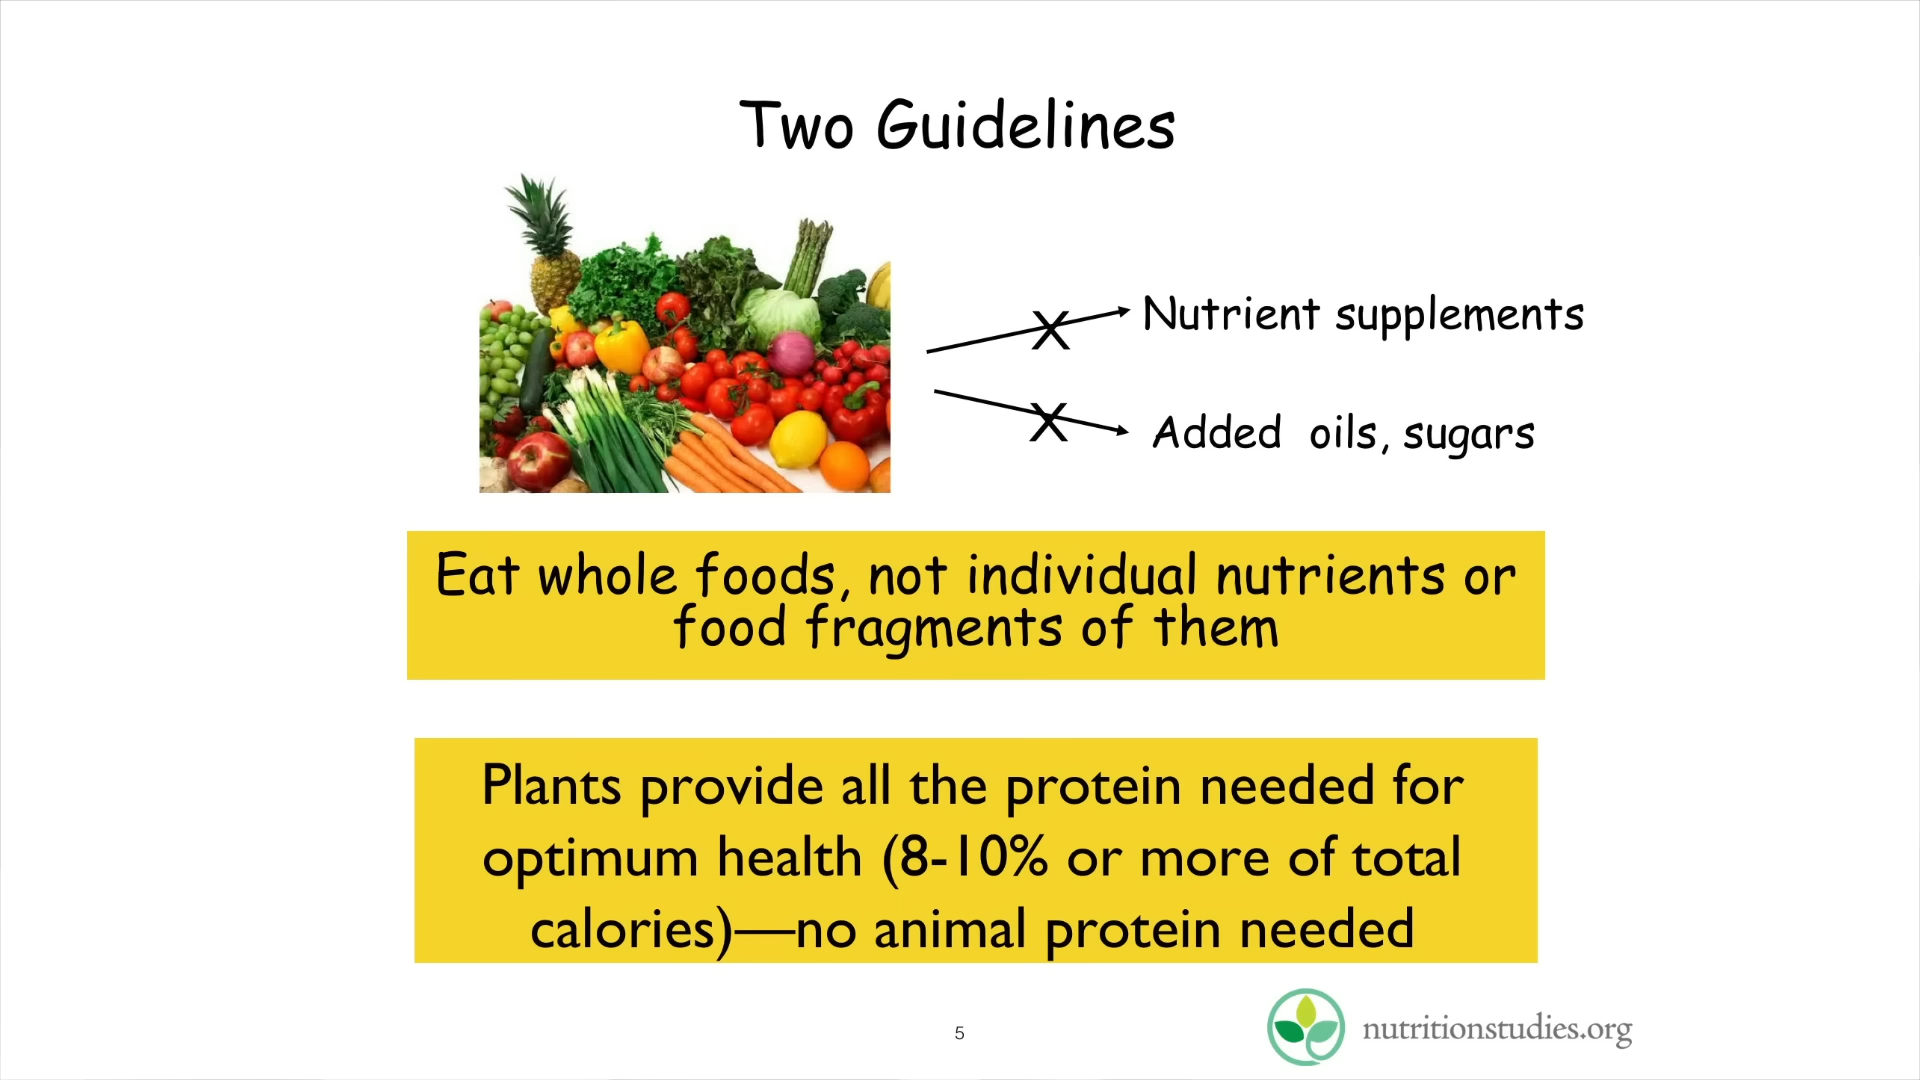 Two Guidelines
X Nutrient supplements
X Added oils, sugars
Eat whole foods, not individual nutrients or
food fragments of them
Plants provide all the protein needed for
optimum health (8-10% or more of total
calories)—no animal protein needed
5
nutritionstudies.org